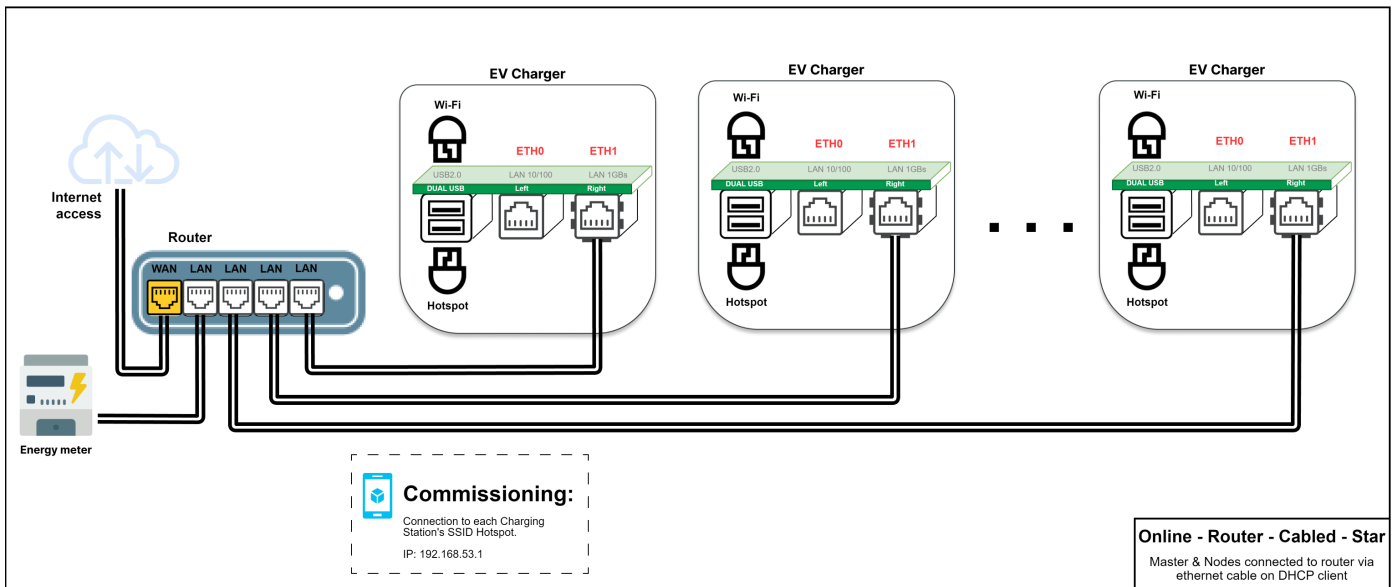 EV Charger
Wi-Fi
ETH0
ETH1
USB2.0
LAN 10/100
LAN 1GBs
DUAL USB
Left
Right
Hotspot
EV Charger
Wi-Fi
ETH0
ETH1
USB2.0
LAN 10/100
LAN 1GBs
DUAL USB
Left
Right
Hotspot
EV Charger
Wi-Fi
ETH0
ETH1
USB2.0
LAN 10/100
LAN 1GBs
DUAL USB
Left
Right
Hotspot
Internet
access
Router
WAN
LAN
LAN
LAN
LAN
Energy meter
Commissioning:
Connection to each Charging
Station's SSID Hotspot.
IP: 192.168.53.1
Online - Router - Cabled - Star
Master & Nodes connected to router via
ethernet cable on DHCP client